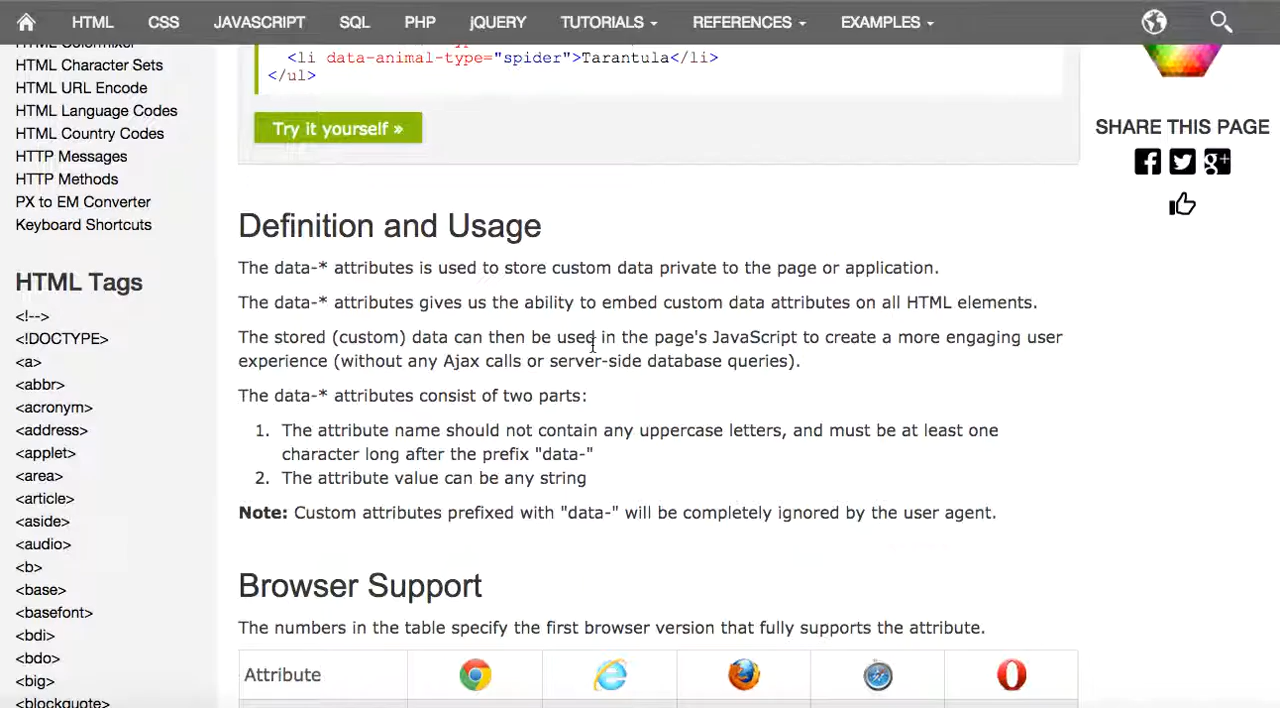 HTML CSS JAVASCRIPT SQL PHP jQUERY TUTORIALS REFERENCES EXAMPLES
HTML Colormixer
HTML Character Sets
HTML URL Encode
HTML Language Codes
HTML Country Codes
HTTP Messages
HTTP Methods
PX to EM Converter
Keyboard Shortcuts
HTML Tags
<!-->
<!DOCTYPE>
<a>
<abbr>
<acronym>
<address>
<applet>
<area>
<article>
<aside>
<audio>
<b>
<base>
<basefont>
<bdi>
<bdo>
<big>
<blockquote>
<li data-animal-type="spider">Tarantula</li>
</ul>
Try it yourself »
Definition and Usage
The data-* attributes is used to store custom data private to the page or application.
The data-* attributes gives us the ability to embed custom data attributes on all HTML elements.
The stored (custom) data can then be used in the page's JavaScript to create a more engaging user
experience (without any Ajax calls or server-side database queries).
The data-* attributes consist of two parts:
1. The attribute name should not contain any uppercase letters, and must be at least one
character long after the prefix "data-"
2. The attribute value can be any string
Note: Custom attributes prefixed with "data-" will be completely ignored by the user agent.
Browser Support
The numbers in the table specify the first browser version that fully supports the attribute.
Attribute
SHARE THIS PAGE